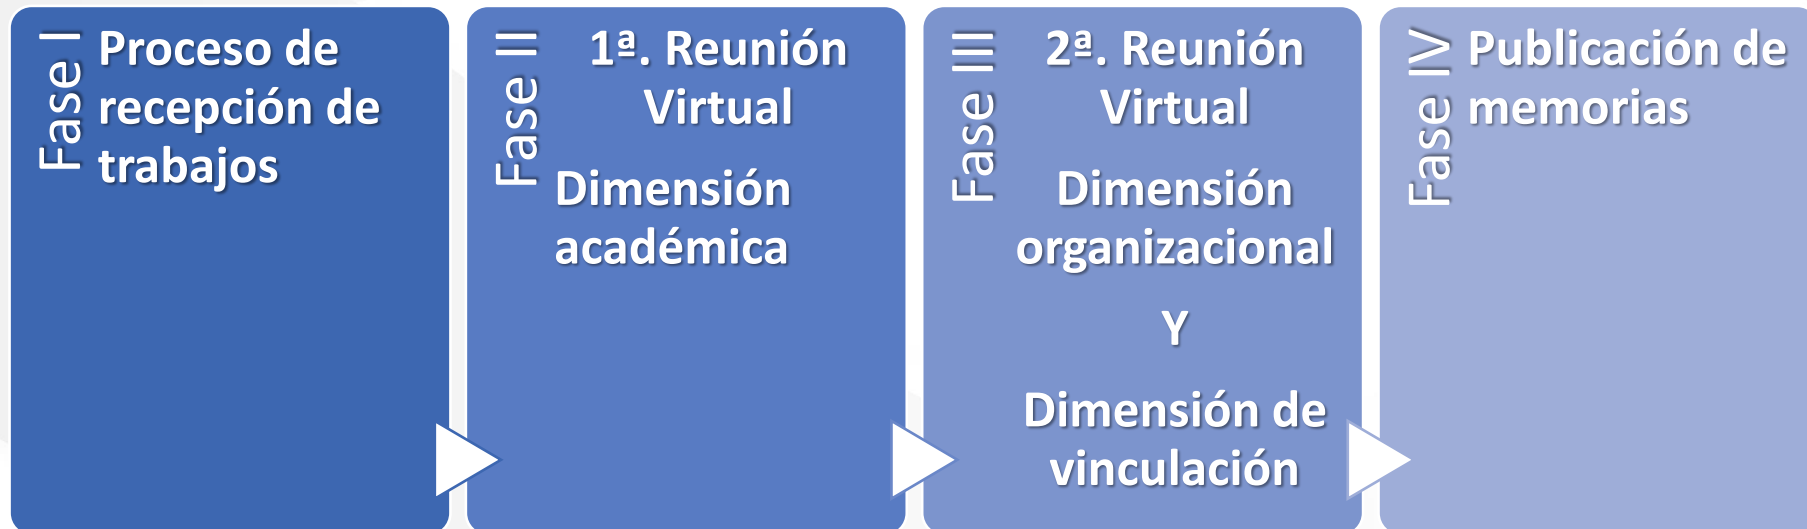 Fase I
Proceso de
recepción de
trabajos
Fase II
1ª. Reunión
Virtual
Dimensión
académica
Fase III
2ª. Reunión
Virtual
Dimensión
organizacional
Y
Dimensión de
vinculación
Fase IV
Publicación de
memorias